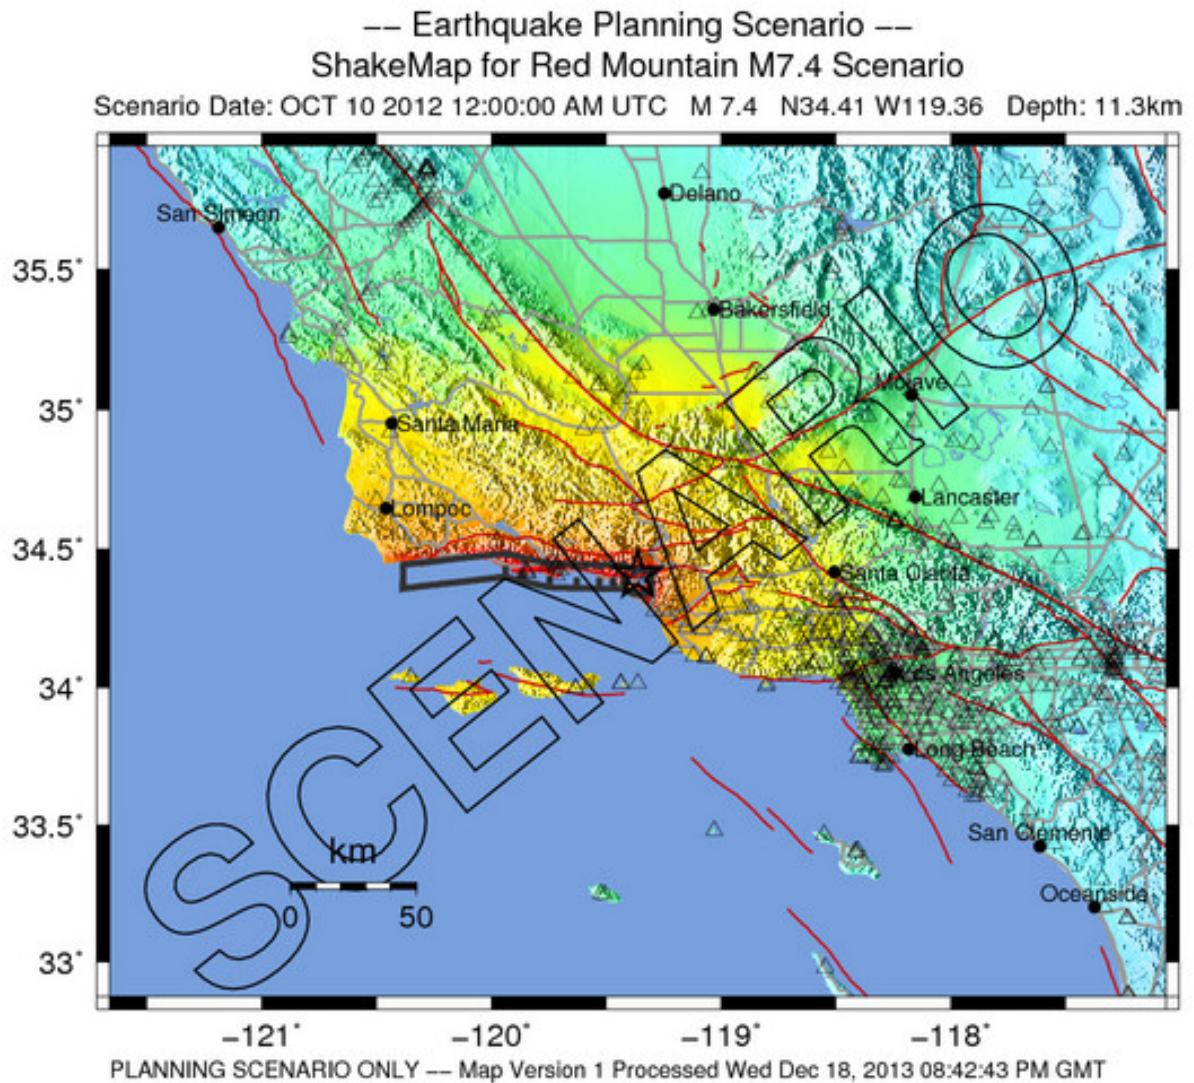 −− Earthquake Planning Scenario −−
ShakeMap for Red Mountain M7.4 Scenario
Scenario Date: OCT 10 2012 12:00:00 AM UTC M 7.4 N34.41 W119.36 Depth: 11.3km
Delano
San Simeon
35.5°
Bakersfield
Mojave
35°
Santa Maria
Lancaster
Lompoc
34.5°
Santa Clarita
34°
Los Angeles
Long Beach
33.5°
San Clemente
km
0 50
Oceanside
33°
SCENARIO
−121° −120° −119° −118°
PLANNING SCENARIO ONLY −− Map Version 1 Processed Wed Dec 18, 2013 08:42:43 PM GMT